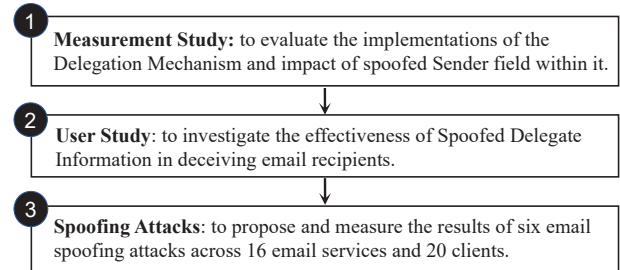 1
Measurement Study: to evaluate the implementations of the
Delegation Mechanism and impact of spoofed Sender field within it.
2
User Study: to investigate the effectiveness of Spoofed Delegate
Information in deceiving email recipients.
3
Spoofing Attacks: to propose and measure the results of six email
spoofing attacks across 16 email services and 20 clients.